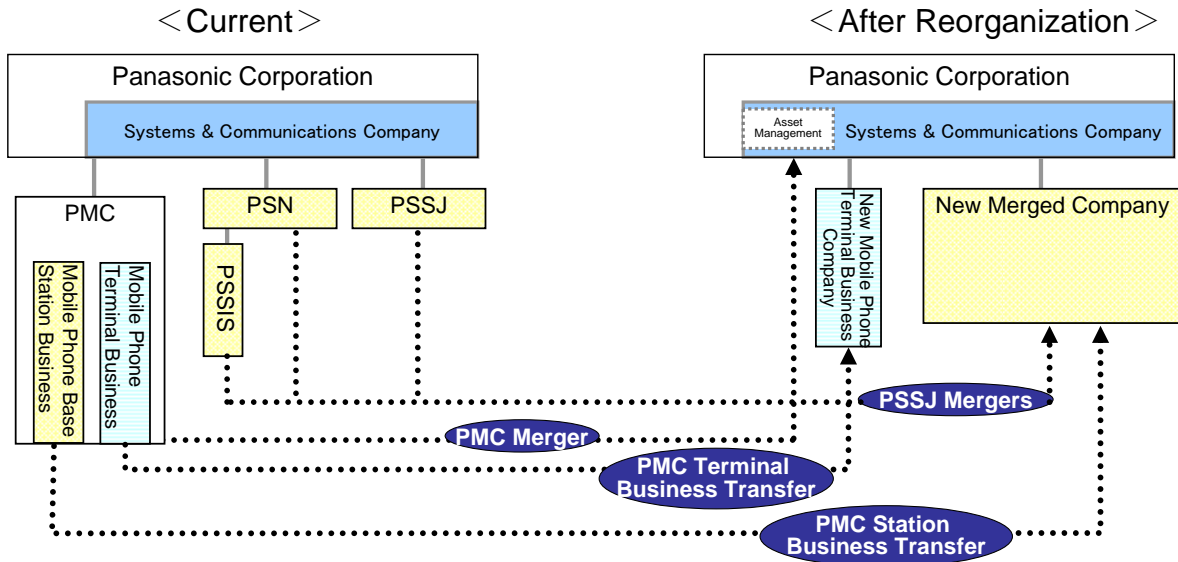 ＜Current＞
Panasonic Corporation
Systems & Communications Company
PMC
Mobile Phone Base
Station Business
Mobile Phone
Terminal Business
PSN
PSSIS
PSSJ
＜After Reorganization＞
Panasonic Corporation
Asset
Management
Systems & Communications Company
New Mobile Phone
Terminal Business
Company
New Merged Company
PSSJ Mergers
PMC Merger
PMC Terminal
Business Transfer
PMC Station
Business Transfer